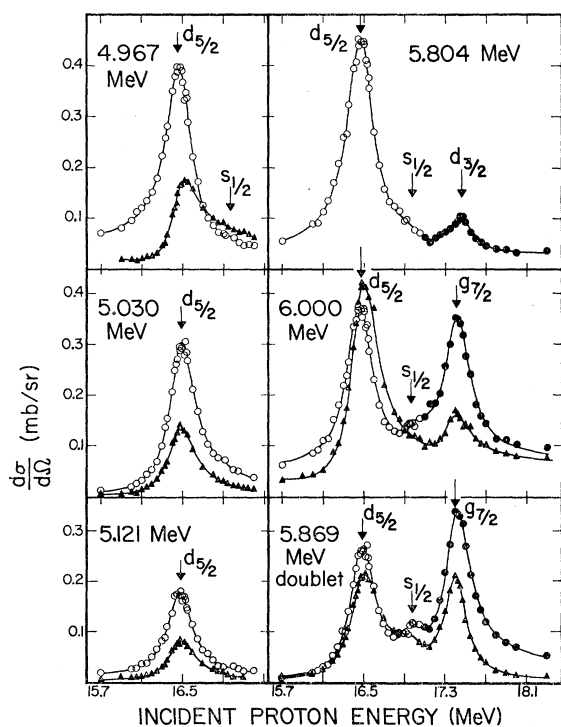 4.967
MeV
d5/2
s1/2
0.4
0.3
0.2
0.1
d5/2
5.804
MeV
s1/2
d3/2
5.030
MeV
d5/2
0.4
0.3
0.2
0.1
d5/2
6.000
MeV
s1/2
g7/2
5.121 MeV
d5/2
0.2
0.1
d5/2
5.869
MeV
doublet
s1/2
g7/2
dσ/dΩ (mb/sr)
15.7 16.5 15.7 16.5 17.3 18.1
INCIDENT PROTON ENERGY (MeV)